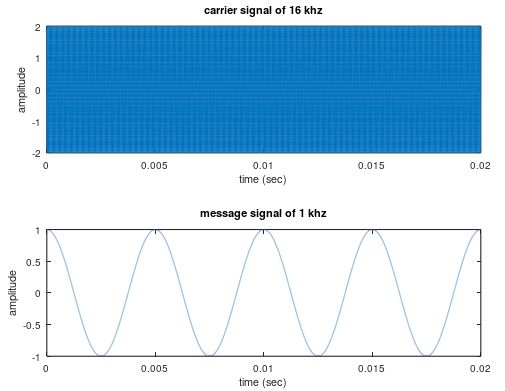 carrier signal of 16 khz
2
1
0
-1
-2
amplitude
0 0.005 0.01 0.015 0.02
time (sec)
message signal of 1 khz
1
0.5
0
-0.5
-1
amplitude
0 0.005 0.01 0.015 0.02
time (sec)